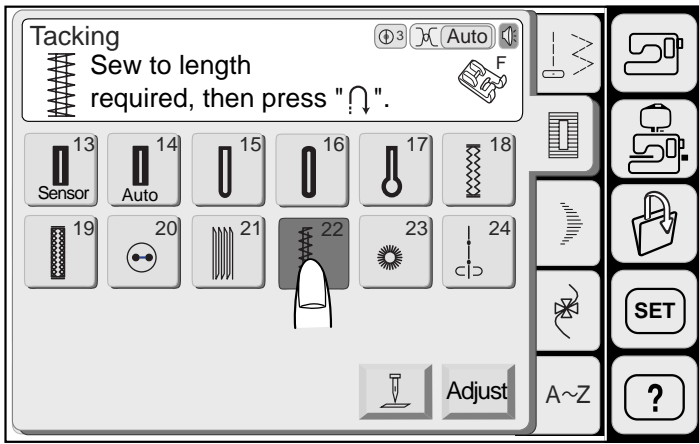 Tacking
3 Auto
Sew to length F
required, then press "⋂".
13 14 15 16 17 18
Sensor Auto
19 20 21 22 23 24
Adjust
A~Z
SET
?